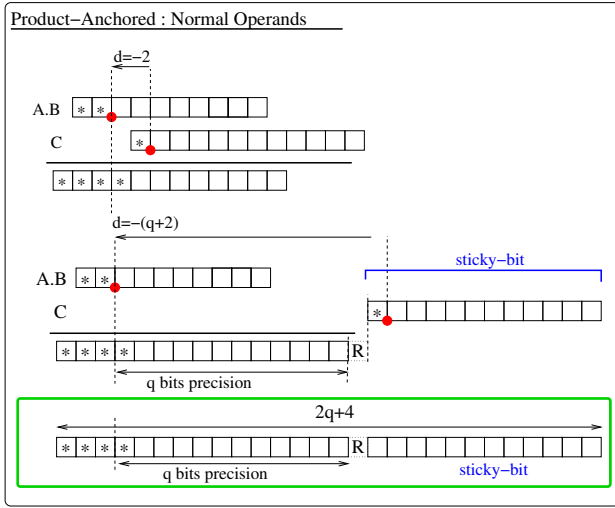 Product−Anchored : Normal Operands
d=−2
A.B * *
C *
* * * *
d=−(q+2)
sticky−bit
A.B * *
C *
* * * * R
q bits precision
2q+4
* * * * R
q bits precision
sticky−bit